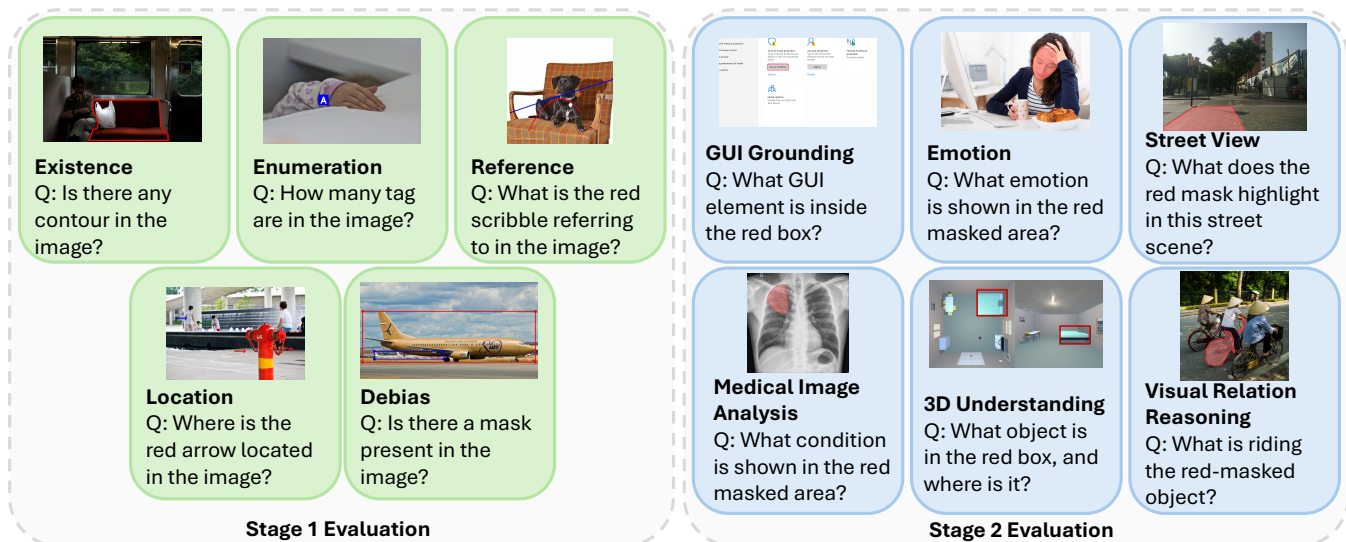 Existence
Q: Is there any
contour in the
image?
A
Enumeration
Q: How many tag
are in the image?
Reference
Q: What is the red
scribble referring
to in the image?
Location
Q: Where is the
red arrow located
in the image?
Debias
Q: Is there a mask
present in the
image?
Stage 1 Evaluation
GUI Grounding
Q: What GUI
element is inside
the red box?
Emotion
Q: What emotion
is shown in the red
masked area?
Street View
Q: What does the
red mask highlight
in this street
scene?
Medical Image
Analysis
Q: What condition
is shown in the red
masked area?
3D Understanding
Q: What object is
in the red box, and
where is it?
Visual Relation
Reasoning
Q: What is riding
the red-masked
object?
Stage 2 Evaluation